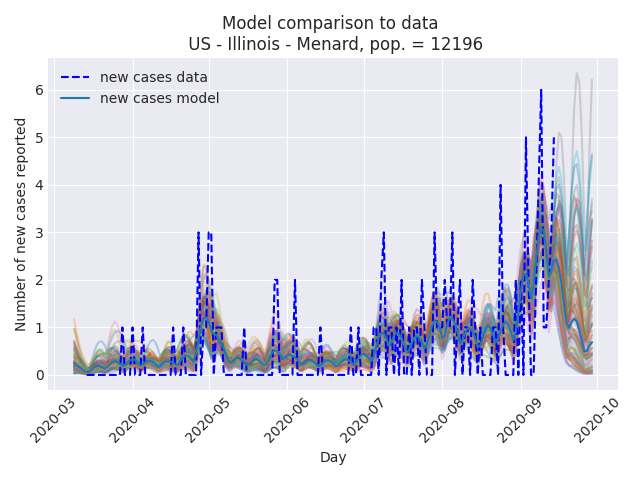 Model comparison to data
US - Illinois - Menard, pop. = 12196
new cases data
new cases model
Number of new cases reported
6
5
4
3
2
1
0
2020-03
2020-04
2020-05
2020-06
2020-07
2020-08
2020-09
2020-10
Day